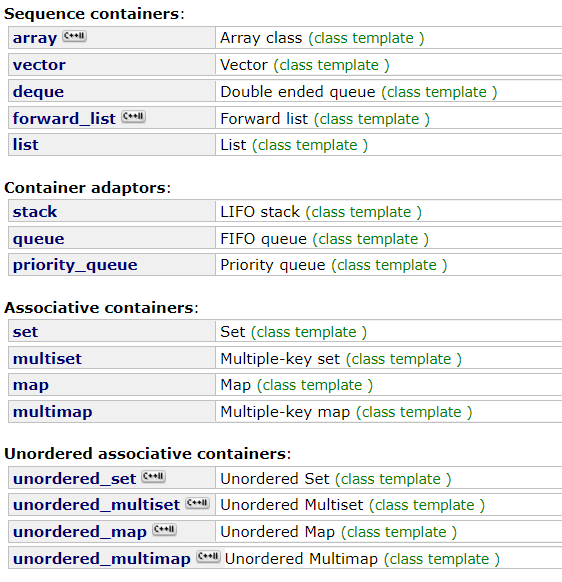 Sequence containers:
array C++11 Array class (class template )
vector Vector (class template )
deque Double ended queue (class template )
forward_list C++11 Forward list (class template )
list List (class template )
Container adaptors:
stack LIFO stack (class template )
queue FIFO queue (class template )
priority_queue Priority queue (class template )
Associative containers:
set Set (class template )
multiset Multiple-key set (class template )
map Map (class template )
multimap Multiple-key map (class template )
Unordered associative containers:
unordered_set C++11 Unordered Set (class template )
unordered_multiset C++11 Unordered Multiset (class template )
unordered_map C++11 Unordered Map (class template )
unordered_multimap C++11 Unordered Multimap (class template )